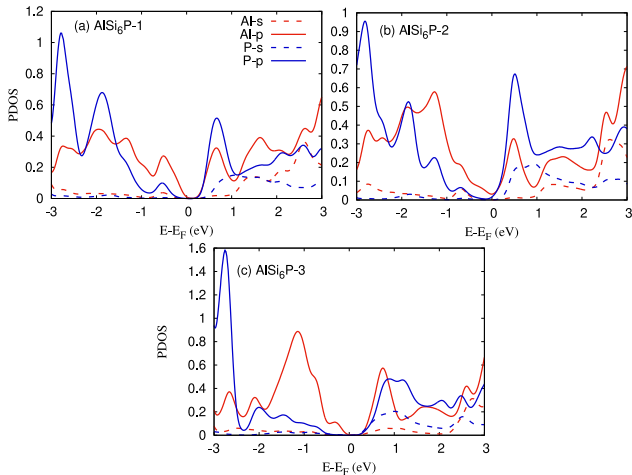 (a) AlSi₆P-1
Al-s
Al-p
P-s
P-p
PDOS
1.2
1
0.8
0.6
0.4
0.2
0
-3 -2 -1 0 1 2 3
E-E_F (eV)
(b) AlSi₆P-2
1
0.9
0.8
0.7
0.6
0.5
0.4
0.3
0.2
0.1
0
-3 -2 -1 0 1 2 3
E-E_F (eV)
(c) AlSi₆P-3
PDOS
1.6
1.4
1.2
1
0.8
0.6
0.4
0.2
0
-3 -2 -1 0 1 2 3
E-E_F (eV)